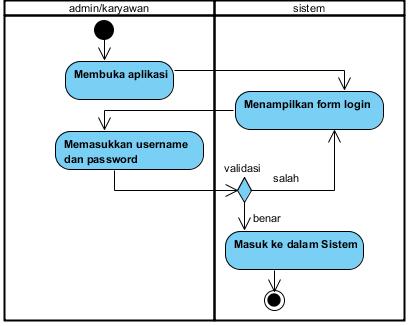 admin/karyawan
sistem
Membuka aplikasi
Menampilkan form login
Memasukkan username
dan password
validasi
salah
benar
Masuk ke dalam Sistem